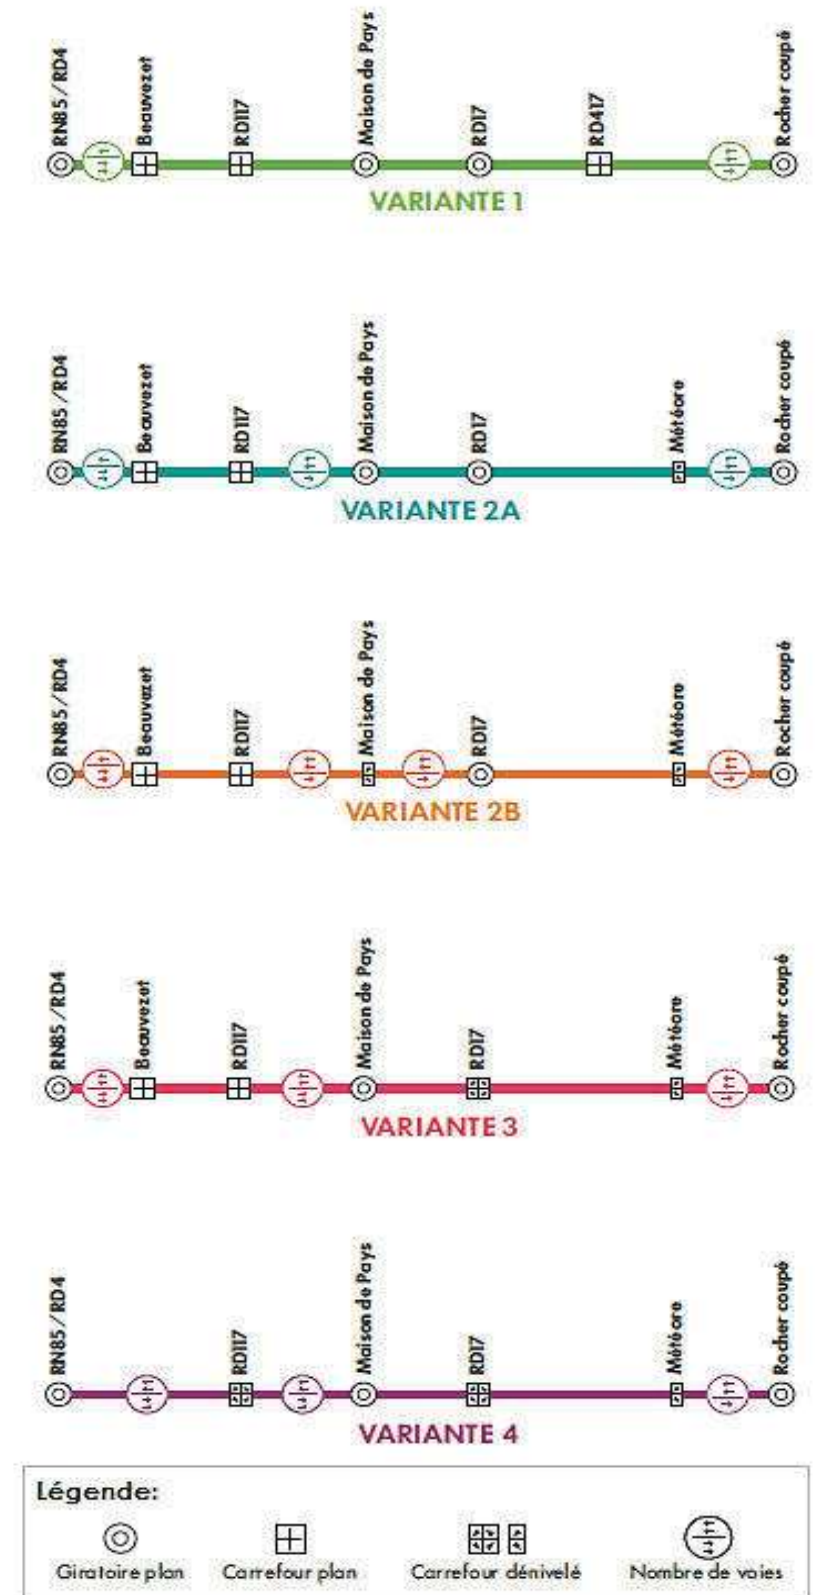 RN85/RD4
Beauvezet
RD117
Maison de Pays
RD17
RD417
Rocher coupé
VARIANTE 1
RN85/RD4
Beauvezet
RD117
Maison de Pays
RD17
Météore
Rocher coupé
VARIANTE 2A
RN85/RD4
Beauvezet
RD117
Maison de Pays
RD17
Météore
Rocher coupé
VARIANTE 2B
RN85/RD4
Beauvezet
RD117
Maison de Pays
RD17
Météore
Rocher coupé
VARIANTE 3
RN85/RD4
RD117
Maison de Pays
RD17
Météore
Rocher coupé
VARIANTE 4
Légende:
Giratoire plan
Carrefour plan
Carrefour dénivelé
Nombre de voies